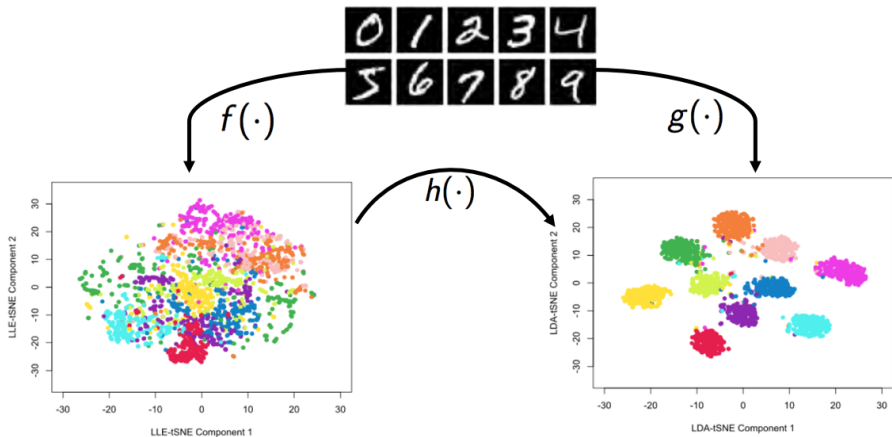 0 1 2 3 4
5 6 7 8 9
f(·)
g(·)
h(·)
LLE-tSNE Component 2
30
20
10
0
-10
-20
-30
-30 -20 -10 0 10 20 30
LLE-tSNE Component 1
LDA-tSNE Component 2
30
20
10
0
-10
-20
-30
-30 -20 -10 0 10 20 30
LDA-tSNE Component 1